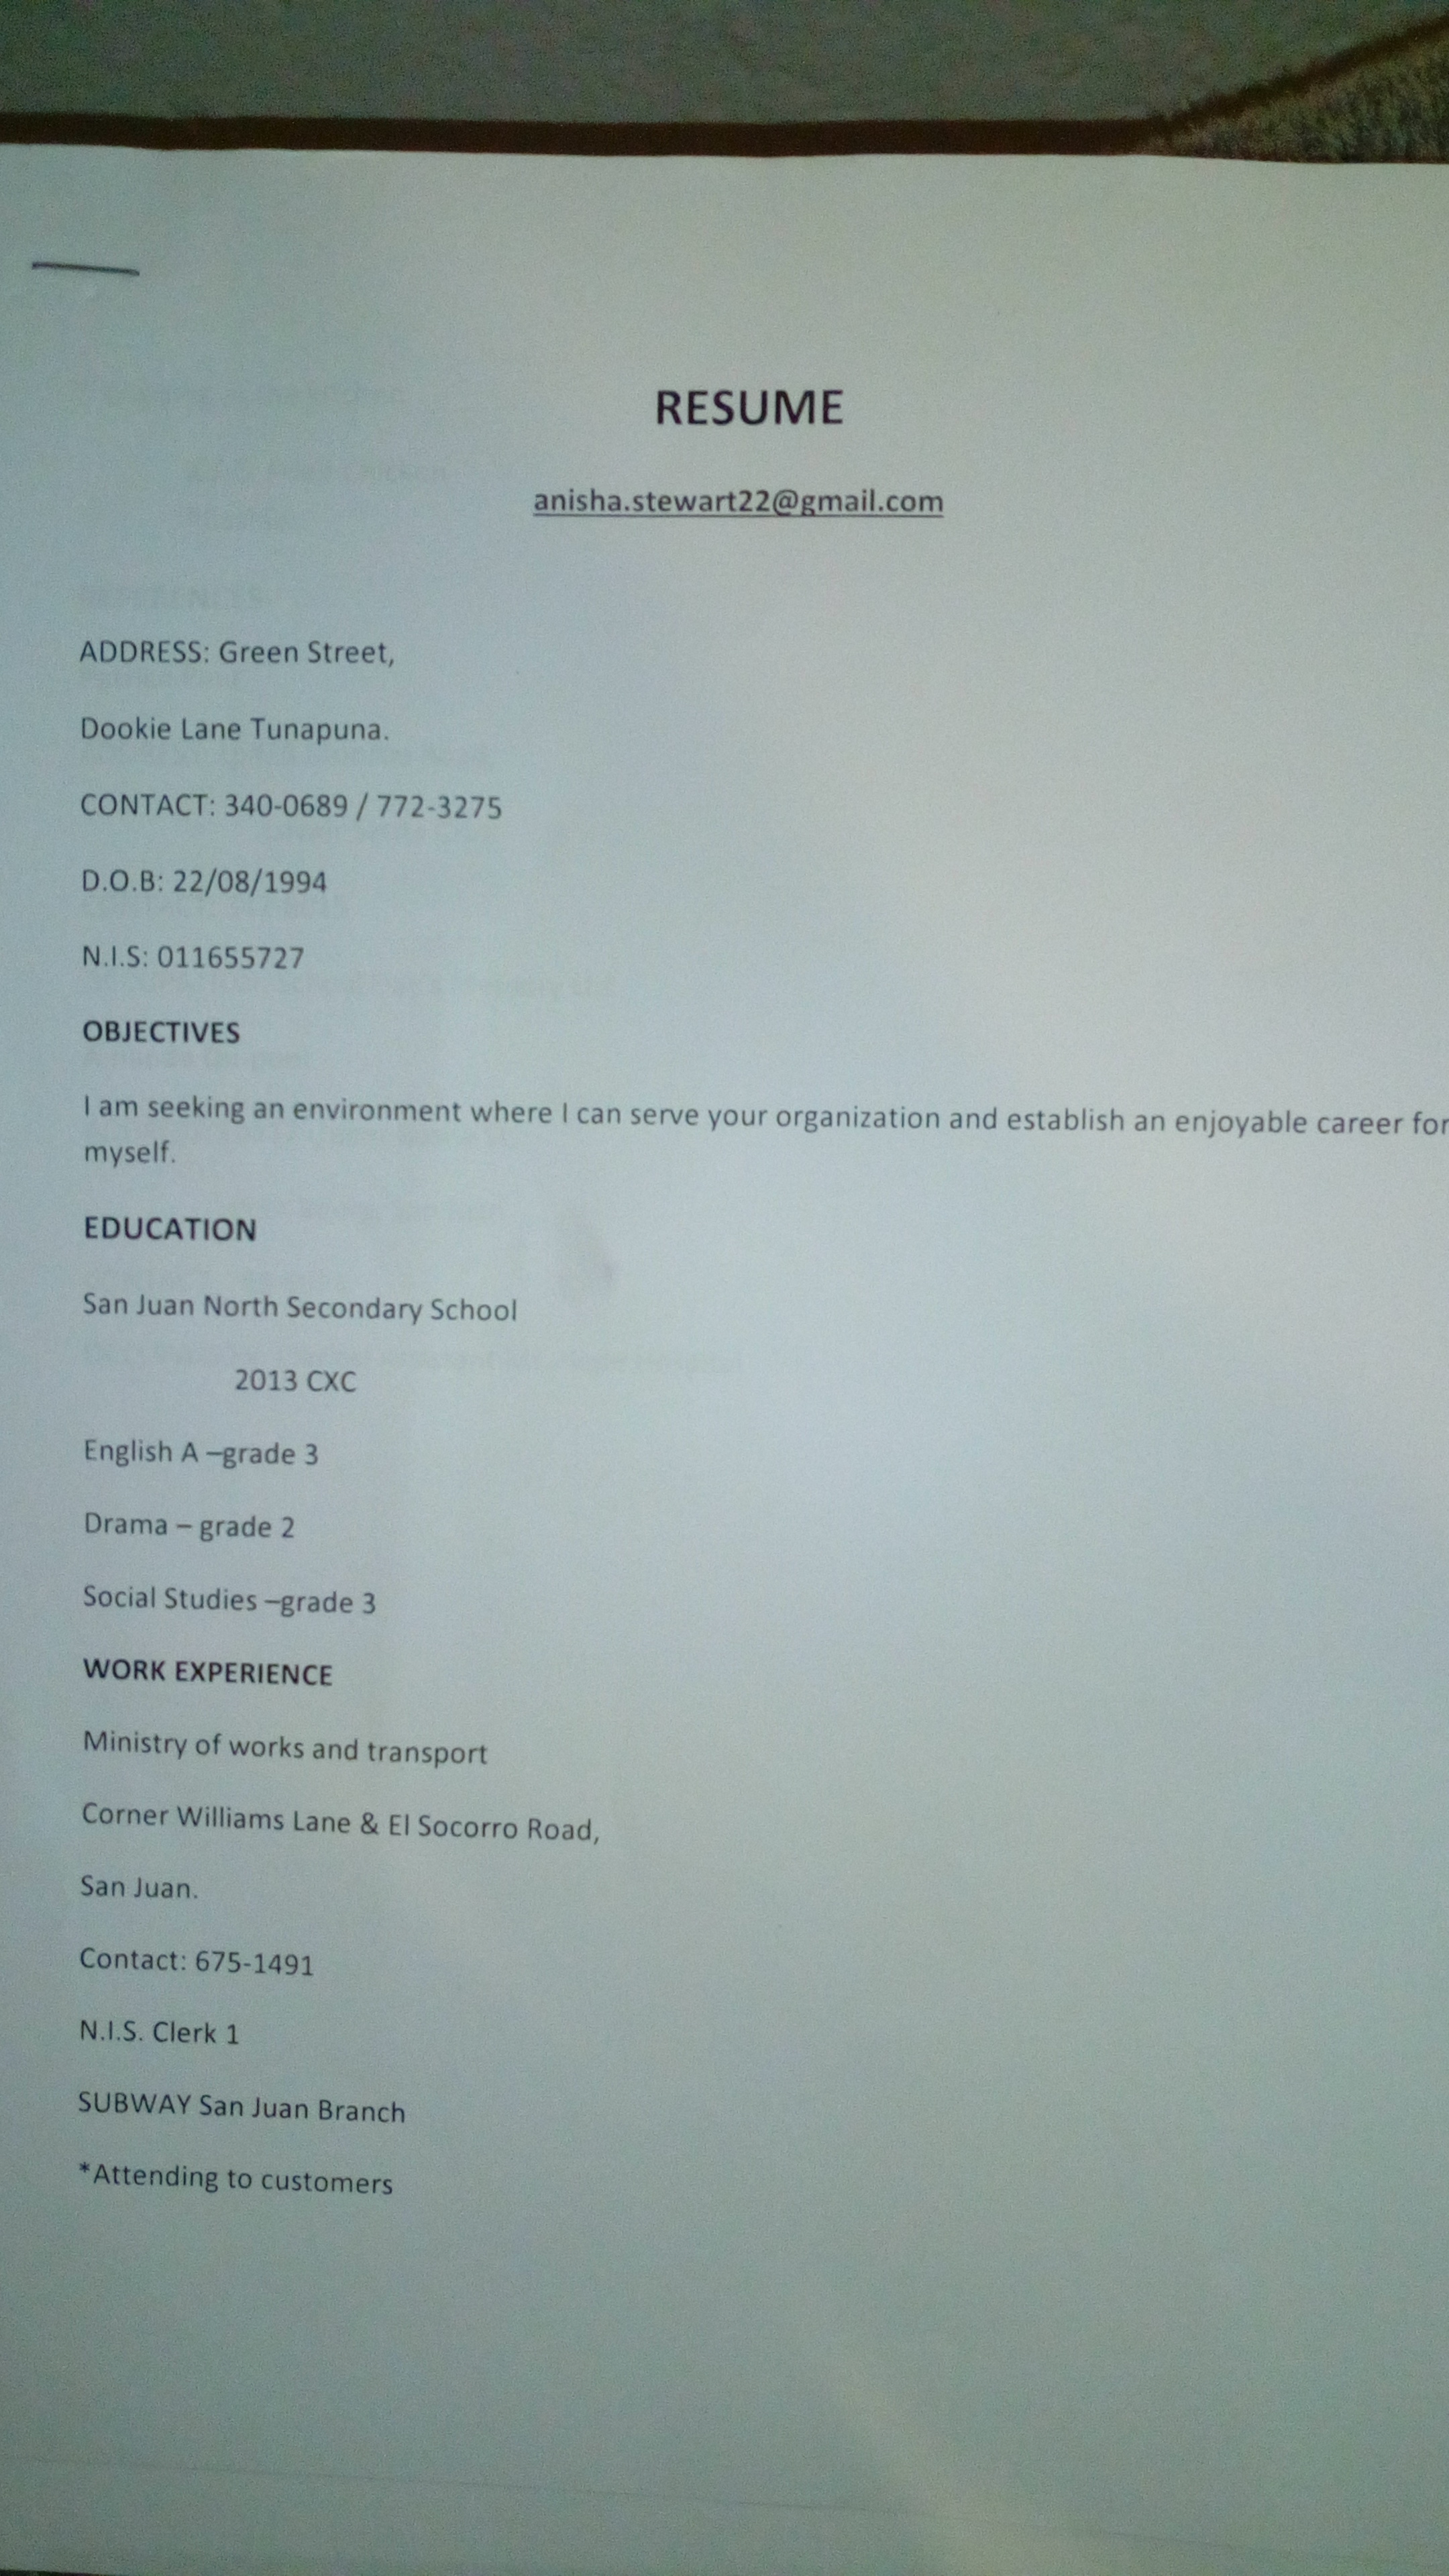 RESUME
anisha.stewart22@gmail.com
ADDRESS: Green Street,
Dookie Lane Tunapuna.
CONTACT: 340-0689 / 772-3275
D.O.B: 22/08/1994
N.I.S: 011655727
OBJECTIVES
I am seeking an environment where I can serve your organization and establish an enjoyable career for
myself.
EDUCATION
San Juan North Secondary School
2013 CXC
English A –grade 3
Drama – grade 2
Social Studies –grade 3
WORK EXPERIENCE
Ministry of works and transport
Corner Williams Lane & El Socorro Road,
San Juan.
Contact: 675-1491
N.I.S. Clerk 1
SUBWAY San Juan Branch
*Attending to customers